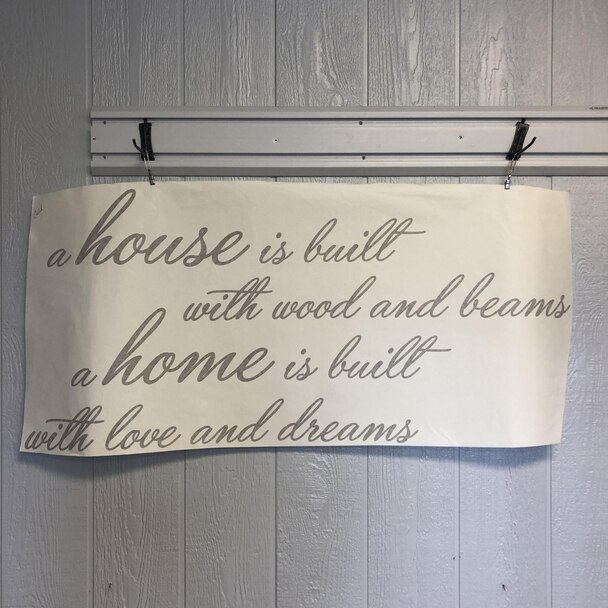 a house is built
with wood and beams
a home is built
with love and dreams